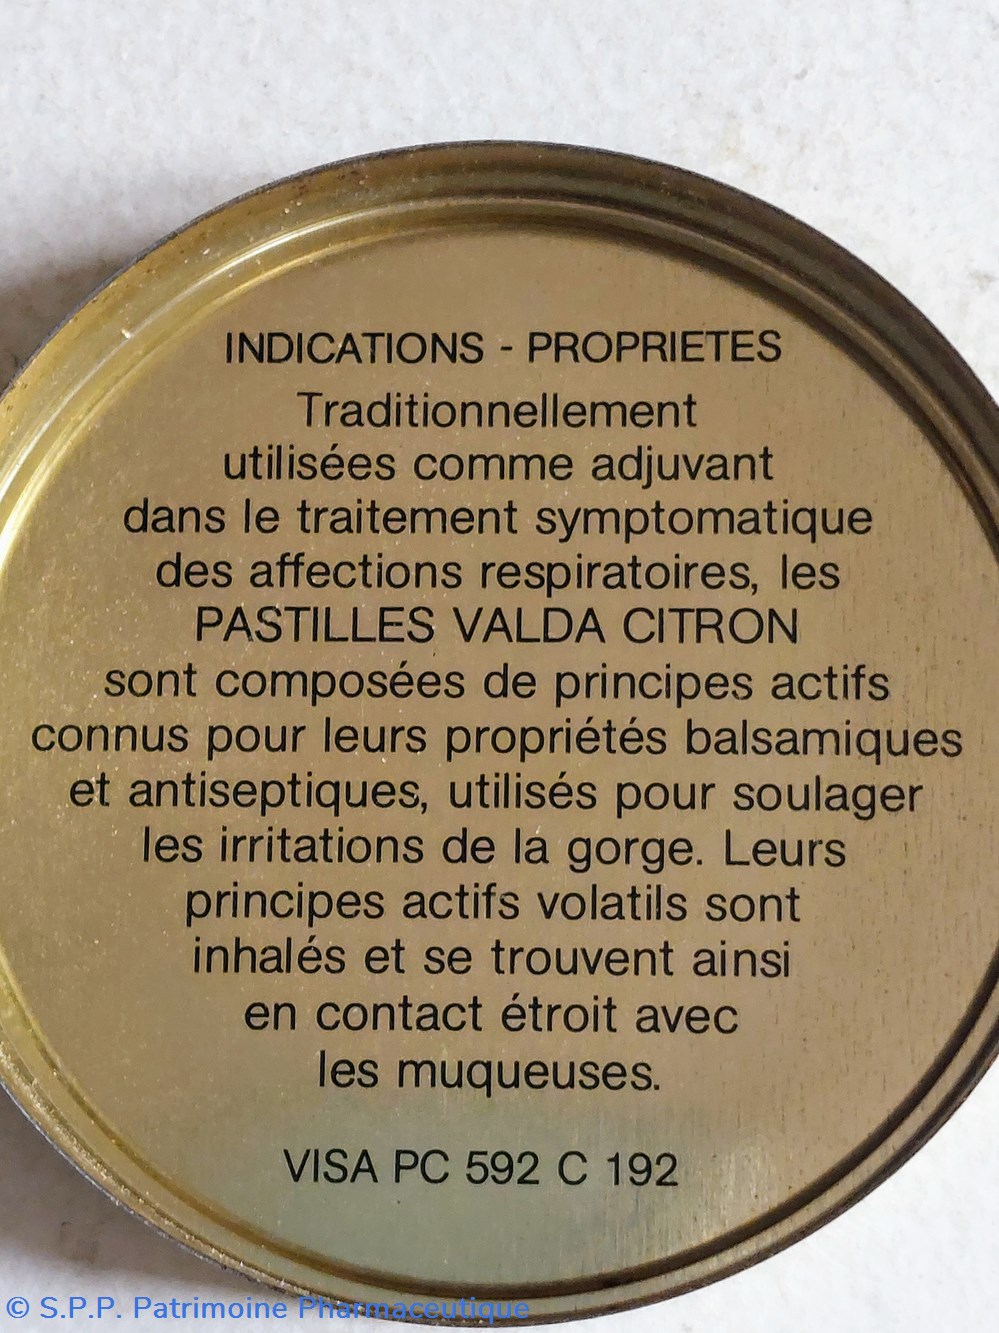 INDICATIONS - PROPRIETES
Traditionnellement
utilisées comme adjuvant
dans le traitement symptomatique
des affections respiratoires, les
PASTILLES VALDA CITRON
sont composées de principes actifs
connus pour leurs propriétés balsamiques
et antiseptiques, utilisés pour soulager
les irritations de la gorge. Leurs
principes actifs volatils sont
inhalés et se trouvent ainsi
en contact étroit avec
les muqueuses.
VISA PC 592 C 192
© S.P.P. Patrimoine Pharmaceutique